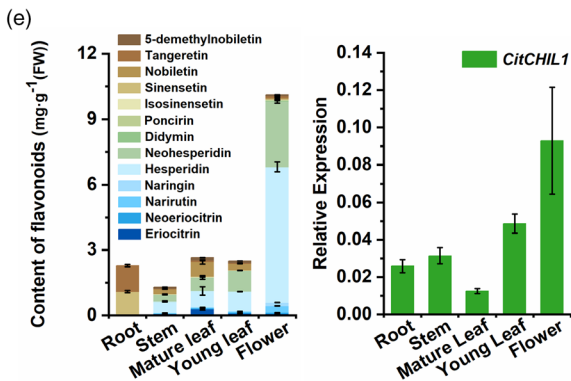 (e)
Content of flavonoids (mg·g⁻¹(FW))
12
9
6
3
0
5-demethylnobiletin
Tangeretin
Nobiletin
Sinensetin
Isosinensetin
Poncirin
Didymin
Neohesperidin
Hesperidin
Naringin
Narirutin
Neoeriocitrin
Eriocitrin
Root
Stem
Mature leaf
Young leaf
Flower
Relative Expression
0.14
0.12
0.10
0.08
0.06
0.04
0.02
0.00
CitCHIL1
Root
Stem
Mature Leaf
Young Leaf
Flower